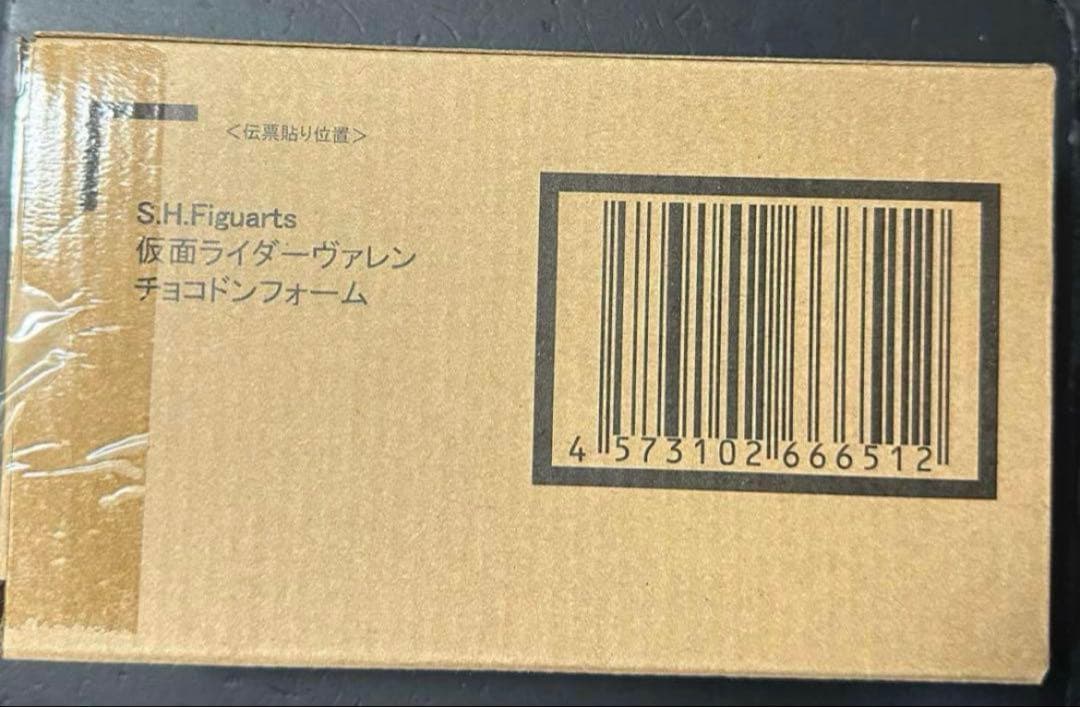 ＜伝票貼り位置＞
S.H.Figuarts
仮面ライダーヴァレン
チョコドンフォーム
4 573102 666512